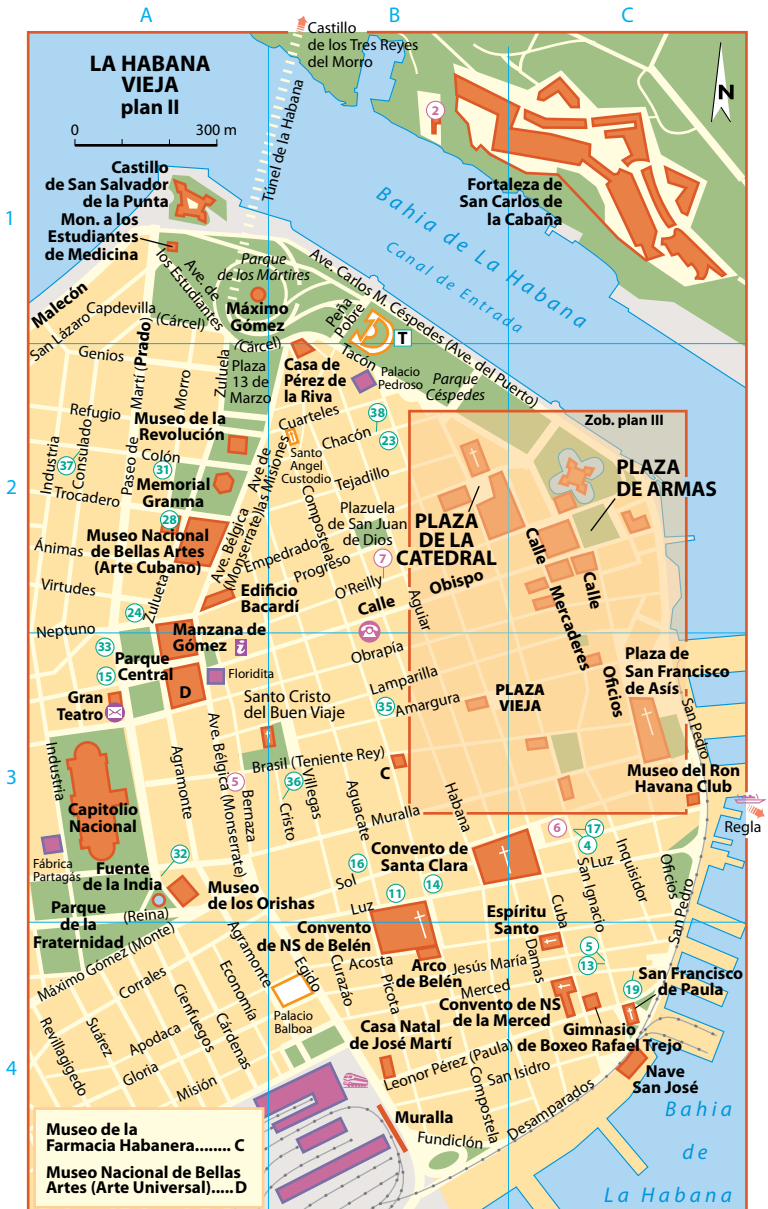 A
B
C
1
2
3
4
LA HABANA
VIEJA
plan II
0
300 m
N
Castillo
de los Tres Reyes
del Morro
Túnel de la Habana
2
Fortaleza de
San Carlos de
la Cabaña
Bahia de La Habana
Canal de Entrada
Castillo
de San Salvador
de la Punta
Mon. a los
Estudiantes
de Medicina
Malecón
San Lázaro
Capdevilla
(Cárcel)
Ave. de
los Estudiantes
Parque
de los Mártires
Máximo
Gómez
(Cárcel)
Peña
Pobre
T
Ave. Carlos M. Céspedes (Ave. del Puerto)
Genios
Martí (Prado)
Paseo de
Morro
Zulueta
Plaza
13 de
Marzo
Casa de
Pérez de
la Riva
Tacón
Palacio
Pedroso
Parque
Céspedes
Zob. plan III
Refugio
Museo de la
Revolución
Cuarteles
38
Chacón
23
Santo
Angel
Custodio
Industria
37
Consulado
Colón
31
Memorial
Granma
Trocadero
Tejadillo
Ave. de
las Misiones
Ave. Bélgica
(Monserrate)
Compostela
Plazuela
de San Juan
de Dios
PLAZA
DE LA
CATEDRAL
PLAZA
DE ARMAS
28
Museo Nacional
de Bellas Artes
(Arte Cubano)
Ánimas
Empedrado
Progreso
7
O'Reilly
Calle
Obispo
Aguiar
Calle
Mercaderes
Calle
Oficios
Virtudes
Edificio
Bacardí
24
Zulueta
Neptuno
33
Manzana de
Gómez
i
Parque
Central
15
D
Floridita
Obrapía
Lamparilla
35
Amargura
PLAZA
VIEJA
Plaza de
San Francisco
de Asís
San Pedro
Gran
Teatro
Santo Cristo
del Buen Viaje
Industria
Agramonte
Ave. Bélgica (Monserrate)
5
Bernaza
Brasil (Teniente Rey)
36
Cristo
Villegas
Aguacate
C
Museo del Ron
Havana Club
Regla
Capitolio
Nacional
Muralla
Habana
6
17
4
Luz
San Ignacio
Inquisidor
Oficios
San Pedro
Fábrica
Partagás
32
Fuente
de la India
16
Sol
Convento de
Santa Clara
11
14
Luz
Museo
de los Orishas
Parque
de la
Fraternidad
(Reina)
Convento
de NS de Belén
Espíritu
Santo
Cuba
5
13
Máximo Gómez (Monte)
Agramonte
Egido
Curazáo
Acosta
Picota
Arco
de Belén
Jesús María
Damas
Merced
Convento de NS
de la Merced
19
San Francisco
de Paula
Corrales
Economía
Cienfuegos
Cárdenas
Suárez
Apodaca
Revillagigedo
Gloria
Misión
Palacio
Balboa
Casa Natal
de José Martí
Gimnasio
de Boxeo Rafael Trejo
Leonor Pérez (Paula)
San Isidro
Compostela
Desamparados
Nave
San José
Muralla
Fundiclón
Bahia
de
La Habana
Museo de la
Farmacia Habanera........ C
Museo Nacional de Bellas
Artes (Arte Universal).....D